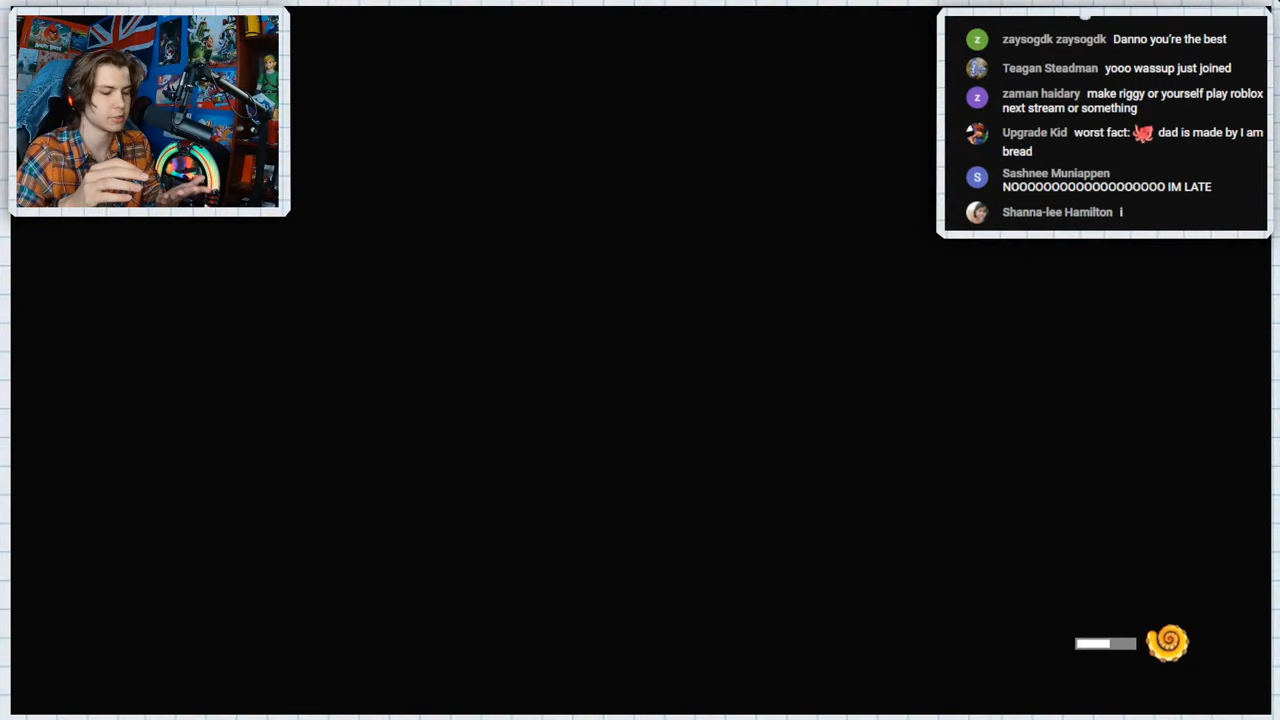 zaysogdk zaysogdk Danno you're the best
Teagan Steadman yooo wassup just joined
zaman haidary make riggy or yourself play roblox
next stream or something
Upgrade Kid worst fact: dad is made by I am
bread
Sashnee Muniappen
NOOOOOOOOOOOOOOOOOOO IM LATE
Shanna-lee Hamilton i